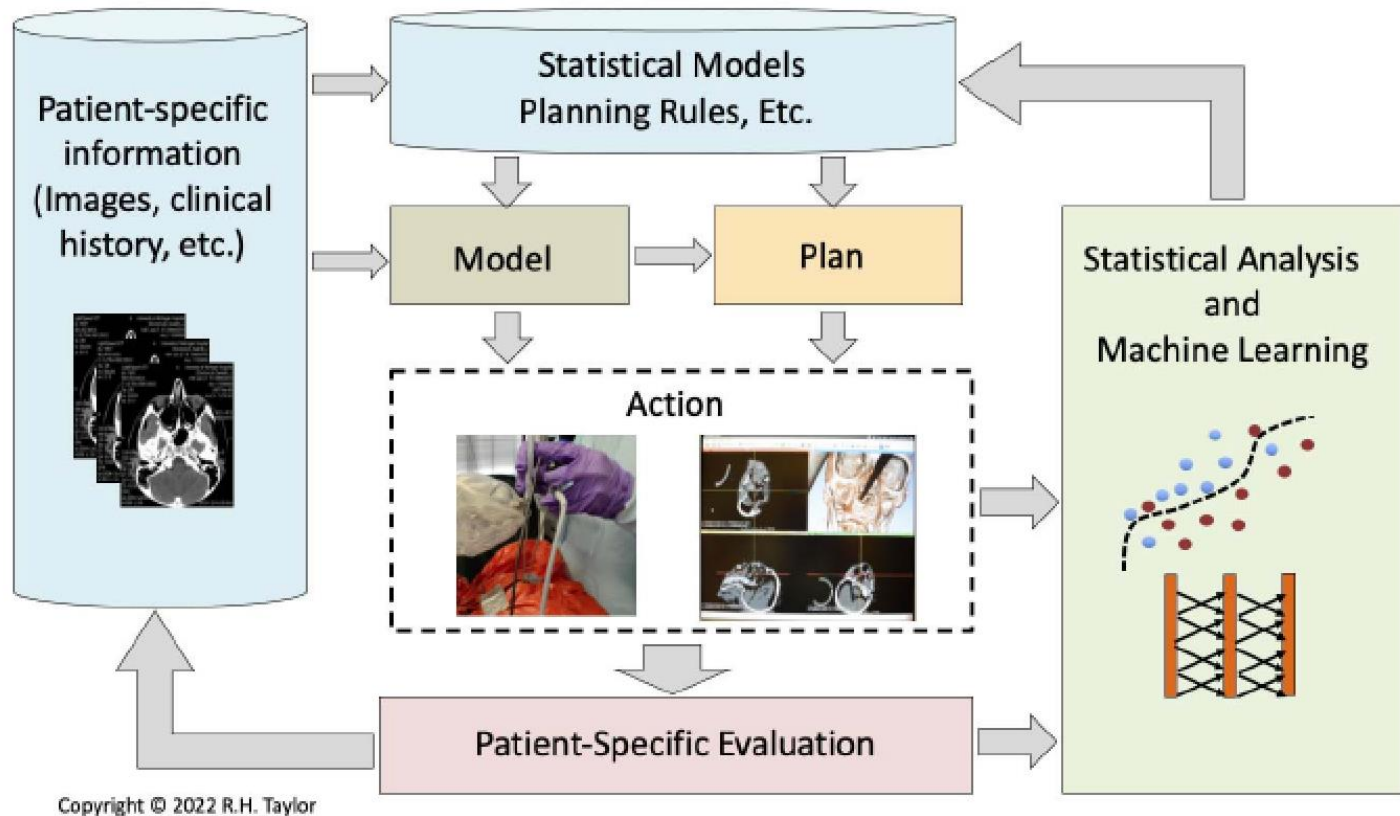 Patient-specific
information
(Images, clinical
history, etc.)
Statistical Models
Planning Rules, Etc.
Model
Plan
Action
Statistical Analysis
and
Machine Learning
Patient-Specific Evaluation
Copyright © 2022 R.H. Taylor